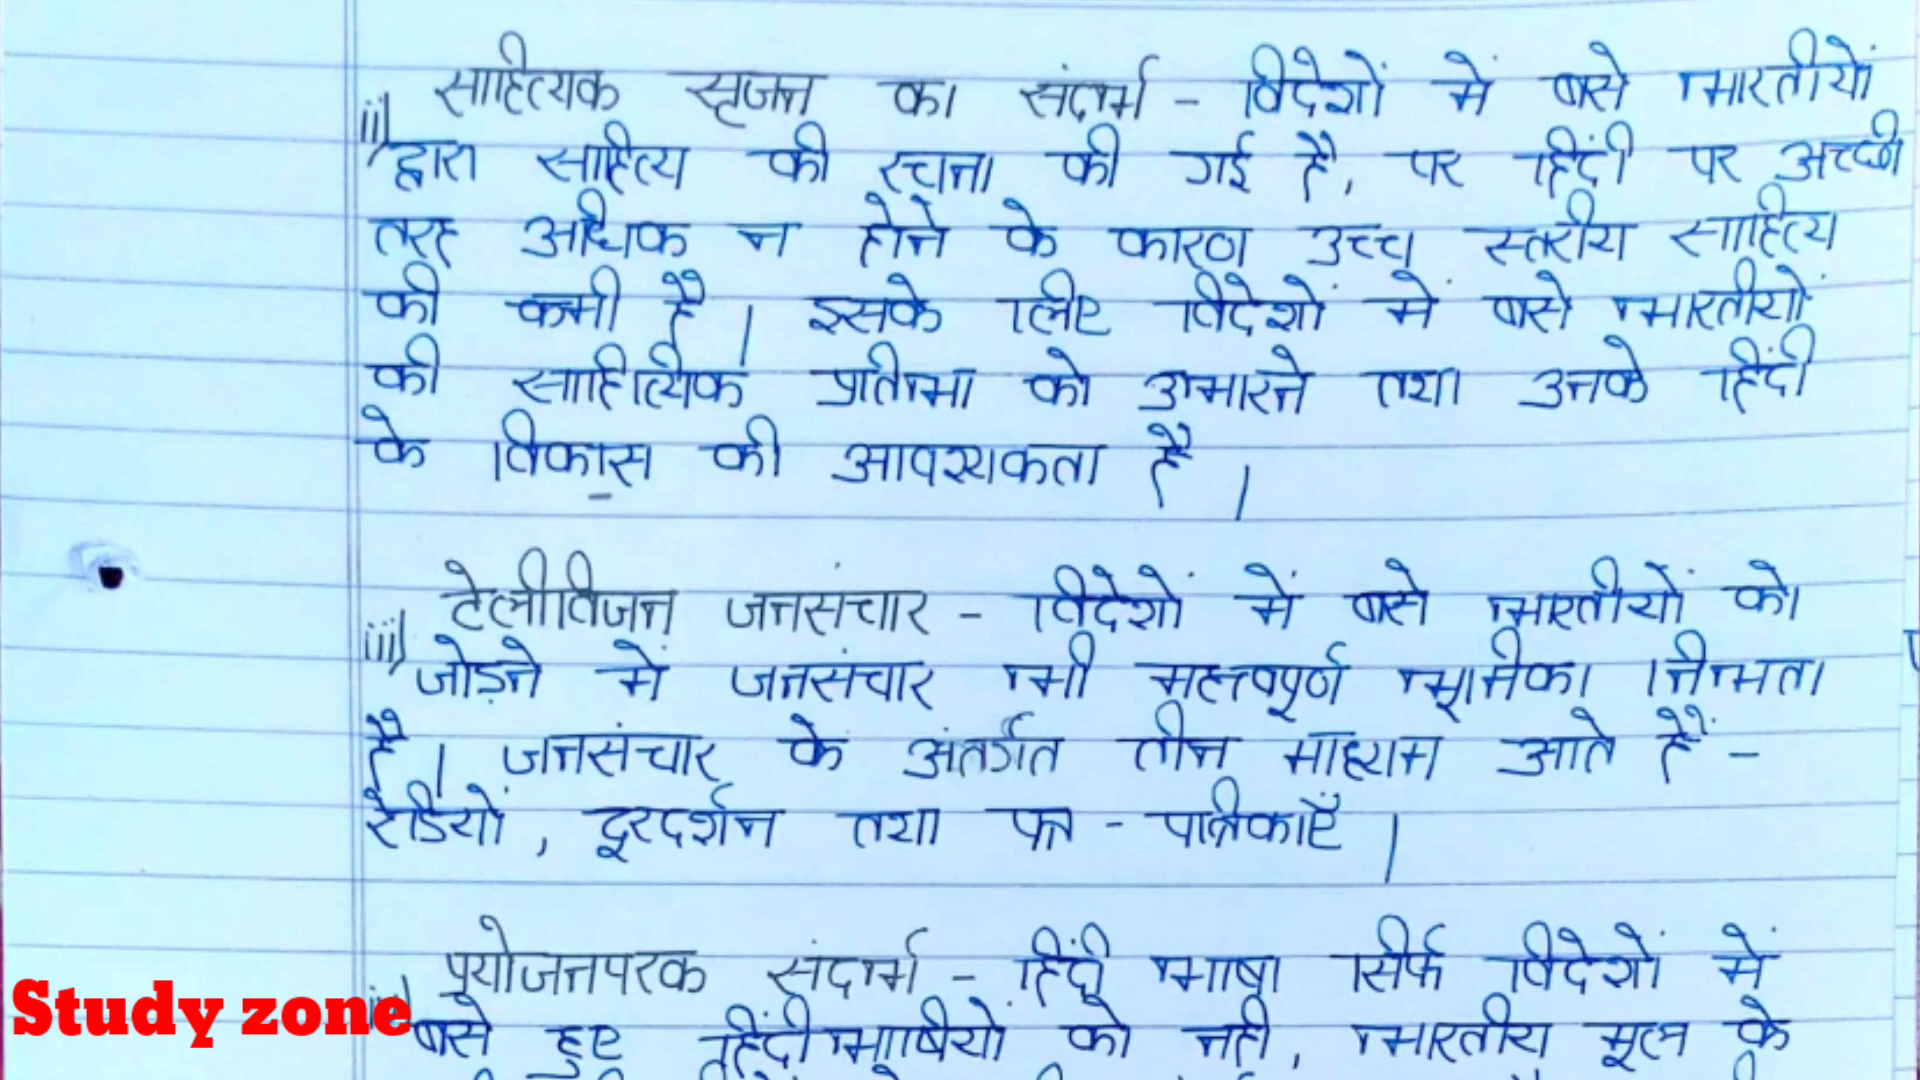 साहित्यक सृजन का संदर्भ - विदेशों में बसे भारतीयों
ii) द्वारा साहित्य की रचना की गई है, पर हिंदी पर अच्छी
तरह अधिक न होने के कारण उच्च स्तरीय साहित्य
की कमी है । इसके लिए विदेशों में बसे भारतीयों
की साहित्यिक प्रतिभा को उभारने तथा उनके हिंदी
के विकास की आवश्यकता है ।
टेलीविजन जनसंचार - विदेशों में बसे भारतीयों को
iii) जोड़ने में जनसंचार भी महत्त्वपूर्ण भूमिका निभाता
है । जनसंचार के अंतर्गत तीन माध्यम आते हैं -
रेडियों, दूरदर्शन तथा पत्र - पत्रिकाएँ ।
प्रयोजनपरक संदर्भ - हिंदी भाषा सिर्फ विदेशों में
बसे हुए हिंदी भाषियों को नही, भारतीय मूल के
Study zone